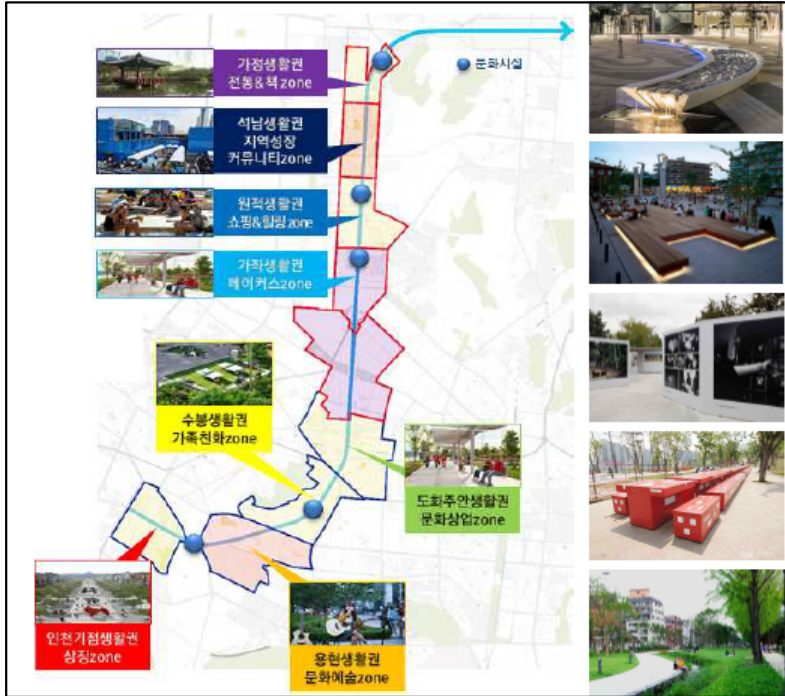 가정생활권
전통&책zone
문화시설
석남생활권
지역성장
커뮤니티zone
원적생활권
쇼핑&힐링zone
가좌생활권
메이커스zone
수봉생활권
가족친화zone
도화주안생활권
문화상업zone
인천기점생활권
상징zone
용현생활권
문화예술zone